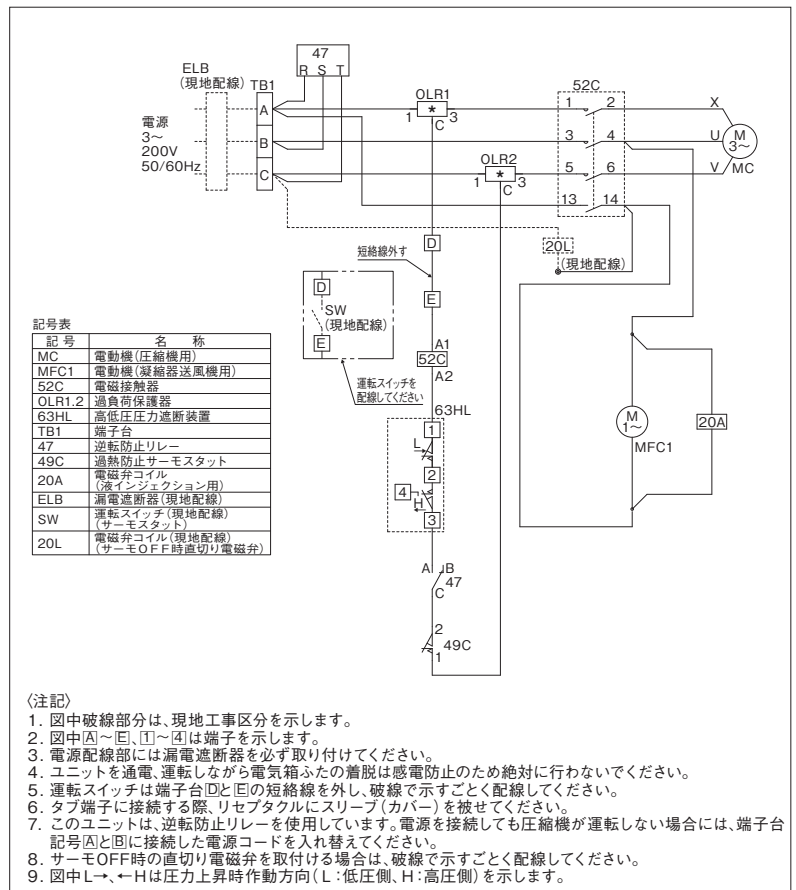 47
R S T
ELB
(現地配線)
TB1
A
B
C
電源
3～
200V
50/60Hz
OLR1
1 * 3
C
OLR2
1 * 3
C
52C
1 2
3 4
5 6
13 14
X
U
V
M
3～
MC
20L
(現地配線)
短絡線外す
D
E
D
SW
(現地配線)
E
運転スイッチを
配線してください
A1
52C
A2
63HL
1
L
2
4
H
3
A B
47
C
2
49C
1
M
1～
MFC1
20A
記号表
記 号 名 称
MC 電動機(圧縮機用)
MFC1 電動機(凝縮器送風機用)
52C 電磁接触器
OLR1.2 過負荷保護器
63HL 高低圧圧力遮断装置
TB1 端子台
47 逆転防止リレー
49C 過熱防止サーモスタット
20A 電磁弁コイル
(液インジェクション用)
ELB 漏電遮断器(現地配線)
SW 運転スイッチ(現地配線)
(サーモスタット)
20L 電磁弁コイル(現地配線)
(サーモOFF時直切り電磁弁)
〈注記〉
1. 図中破線部分は、現地工事区分を示します。
2. 図中A～E、1～4は端子を示します。
3. 電源配線部には漏電遮断器を必ず取り付けてください。
4. ユニットを通電、運転しながら電気箱ふたの着脱は感電防止のため絶対に行わないでください。
5. 運転スイッチは端子台DとEの短絡線を外し、破線で示すごとく配線してください。
6. タブ端子に接続する際、リセプタクルにスリーブ(カバー)を被せてください。
7. このユニットは、逆転防止リレーを使用しています。電源を接続しても圧縮機が運転しない場合には、端子台
記号AとBに接続した電源コードを入れ替えてください。
8. サーモOFF時の直切り電磁弁を取付ける場合は、破線で示すごとく配線してください。
9. 図中L→、←Hは圧力上昇時作動方向(L:低圧側、H:高圧側)を示します。